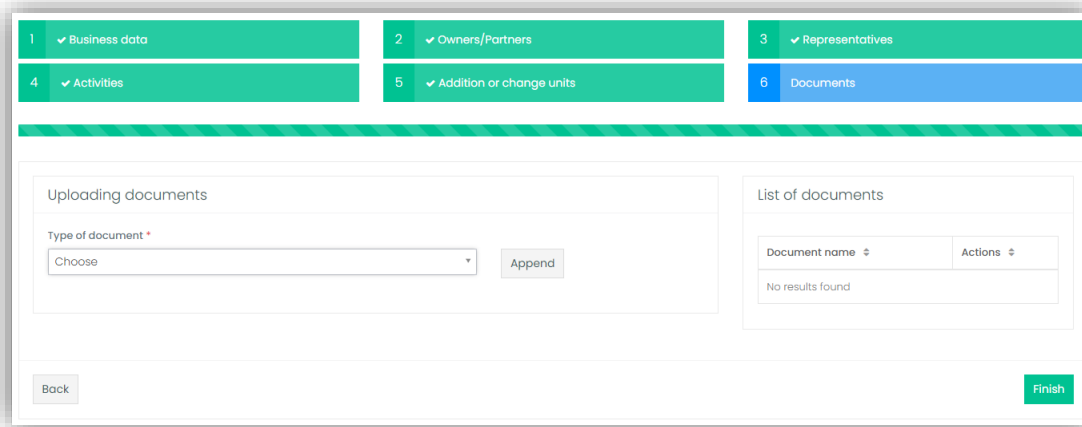 1 ✔ Business data
2 ✔ Owners/Partners
3 ✔ Representatives
4 ✔ Activities
5 ✔ Addition or change units
6 Documents
Uploading documents
List of documents
Type of document *
Choose
Append
Document name
Actions
No results found
Back
Finish